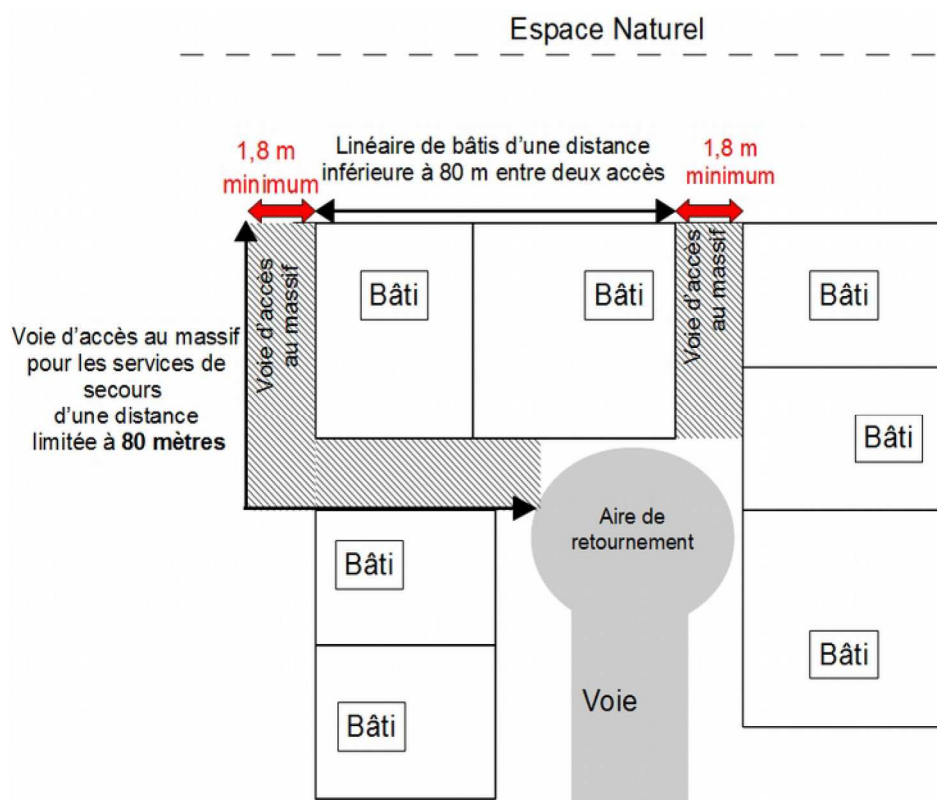 Espace Naturel
1,8 m
minimum
Linéaire de bâtis d'une distance
inférieure à 80 m entre deux accès
1,8 m
minimum
Voie d'accès
au massif
Bâti
Bâti
Voie d'accès
au massif
Bâti
Voie d'accès au massif
pour les services de
secours
d'une distance
limitée à 80 mètres
Bâti
Aire de
retournement
Bâti
Bâti
Voie
Bâti